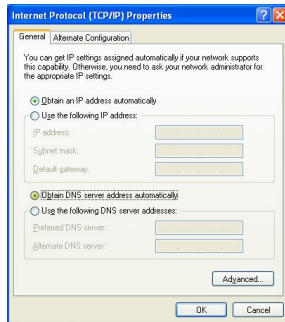 Internet Protocol (TCP/IP) Properties
General
Alternate Configuration
You can get IP settings assigned automatically if your network supports
this capability. Otherwise, you need to ask your network administrator for
the appropriate IP settings.
Obtain an IP address automatically
Use the following IP address:
IP address:
Subnet mask:
Default gateway:
Obtain DNS server address automatically
Use the following DNS server addresses:
Preferred DNS server:
Alternate DNS server:
Advanced...
OK
Cancel